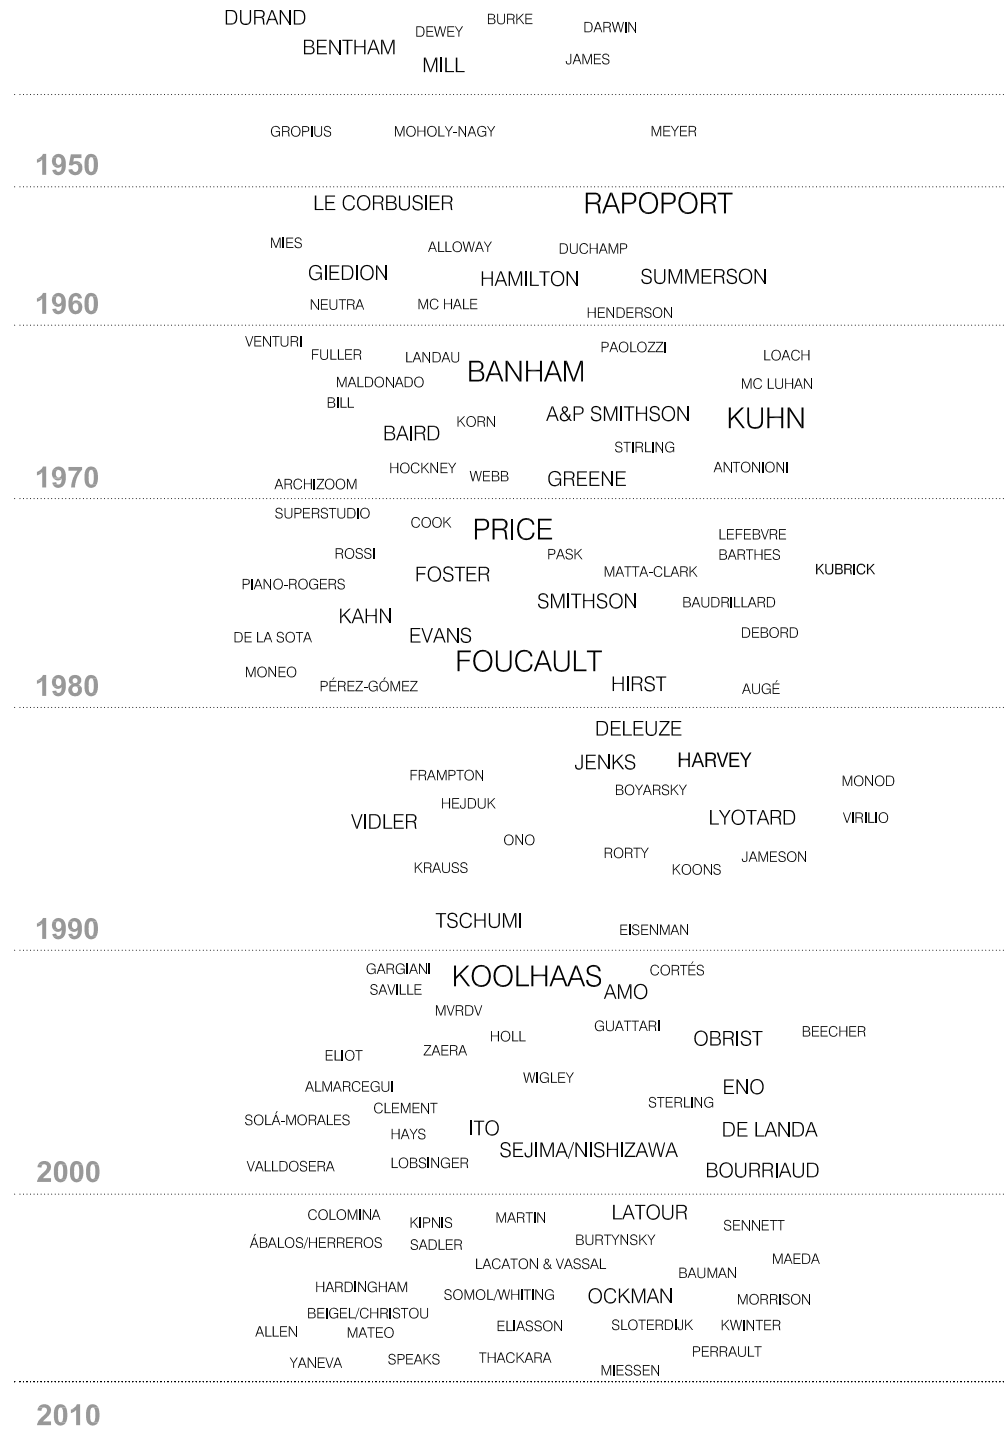 DURAND
BURKE
DEWEY
DARWIN
BENTHAM
MILL
JAMES
GROPIUS MOHOLY-NAGY MEYER
1950
LE CORBUSIER RAPOPORT
MIES ALLOWAY DUCHAMP
GIEDION HAMILTON SUMMERSON
1960
NEUTRA MC HALE HENDERSON
VENTURI PAOLOZZI
FULLER LANDAU LOACH
BANHAM
MALDONADO MC LUHAN
BILL
KORN A&P SMITHSON KUHN
BAIRD
STIRLING
HOCKNEY WEBB ANTONIONI
1970
ARCHIZOOM GREENE
SUPERSTUDIO COOK PRICE
LEFEBVRE
ROSSI PASK BARTHES
FOSTER MATTA-CLARK KUBRICK
PIANO-ROGERS
SMITHSON BAUDRILLARD
KAHN
DE LA SOTA EVANS DEBORD
FOUCAULT
MONEO
1980
PÉREZ-GÓMEZ HIRST AUGÉ
DELEUZE
JENKS HARVEY
FRAMPTON MONOD
BOYARSKY
HEJDUK
VIDLER LYOTARD VIRILIO
ONO
RORTY JAMESON
KRAUSS KOONS
TSCHUMI
1990
EISENMAN
GARGIANI KOOLHAAS CORTÉS
SAVILLE AMO
MVRDV
GUATTARI
HOLL OBRIST BEECHER
ELIOT ZAERA
WIGLEY
ALMARCEGUI ENO
CLEMENT STERLING
SOLÁ-MORALES
HAYS ITO DE LANDA
SEJIMA/NISHIZAWA
VALLDOSERA LOBSINGER BOURRIAUD
2000
COLOMINA KIPNIS MARTIN LATOUR SENNETT
ÁBALOS/HERREROS SADLER BURTYNSKY
LACATON & VASSAL MAEDA
BAUMAN
HARDINGHAM SOMOL/WHITING OCKMAN MORRISON
BEIGEL/CHRISTOU
ALLEN MATEO ELIASSON SLOTERDIJK KWINTER
PERRAULT
YANEVA SPEAKS THACKARA
MIESSEN
2010